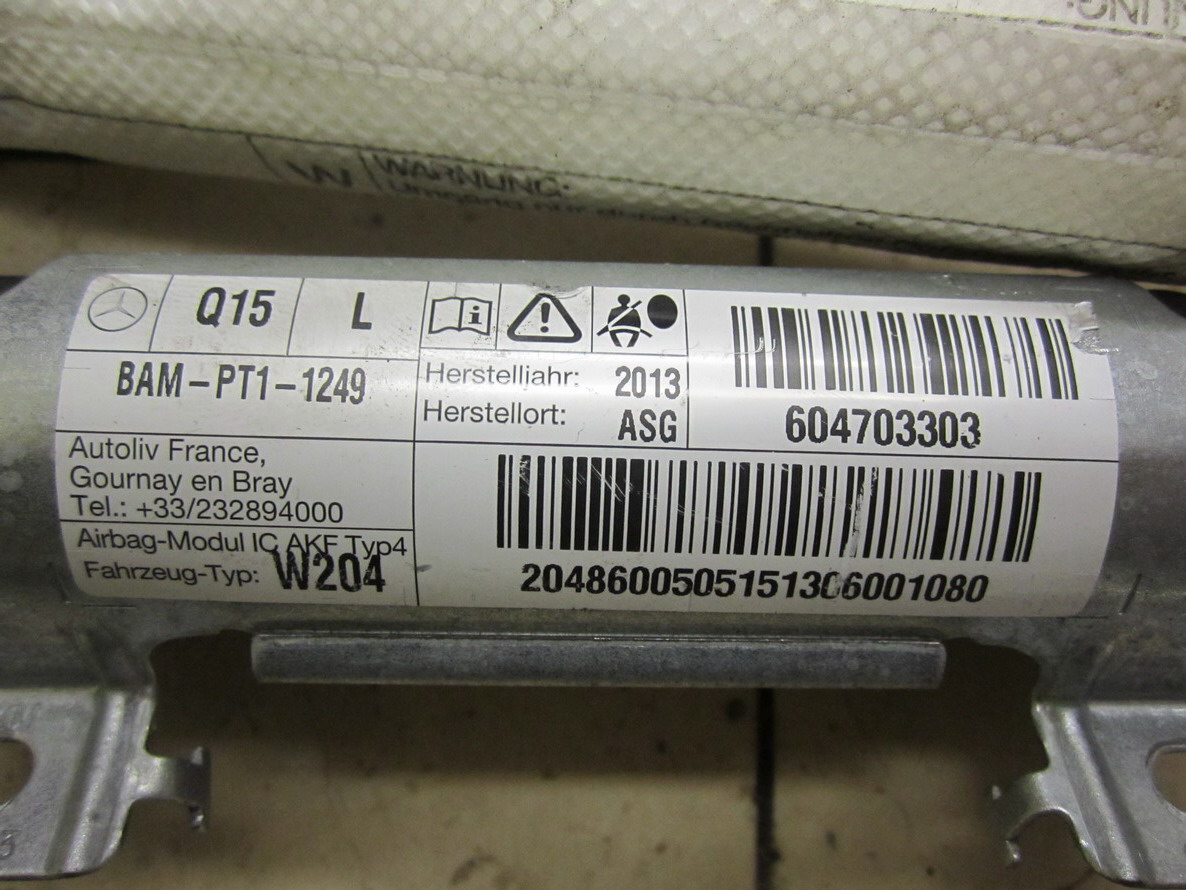 WARNUNG:
Q15 L
BAM-PT1-1249
Herstelljahr: 2013
Herstellort: ASG
604703303
Autoliv France,
Gournay en Bray
Tel.: +33/232894000
Airbag-Modul IC AKF Typ4
Fahrzeug-Typ: W204
2048600505151306001080